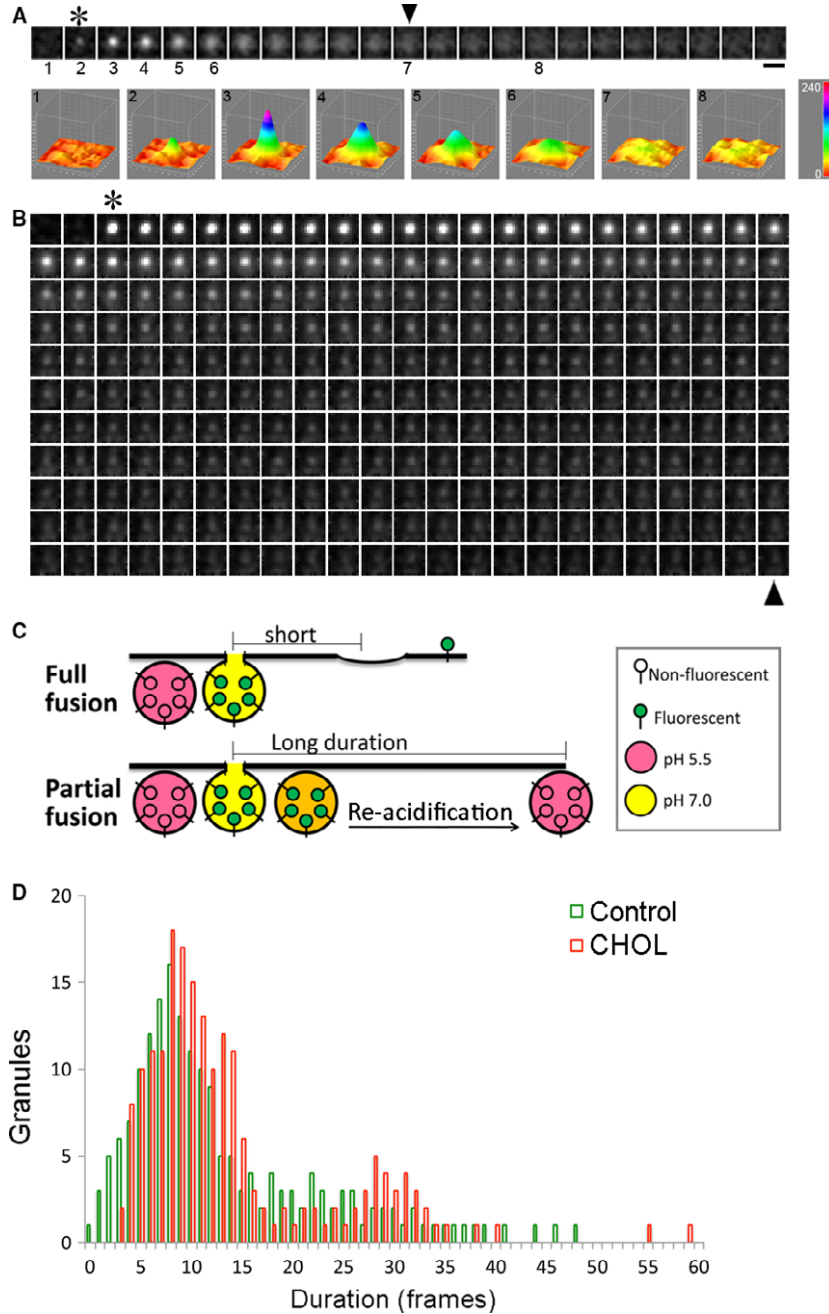 A
*
1 2 3 4 5 6 7 8
1 2 3 4 5 6 7 8
240
0
*
B
C
short
Full
fusion
Long duration
Partial
fusion
Re-acidification
Non-fluorescent
Fluorescent
pH 5.5
pH 7.0
D
20
15
10
5
0
Granules
Control
CHOL
0 5 10 15 20 25 30 35 40 45 50 55 60
Duration (frames)